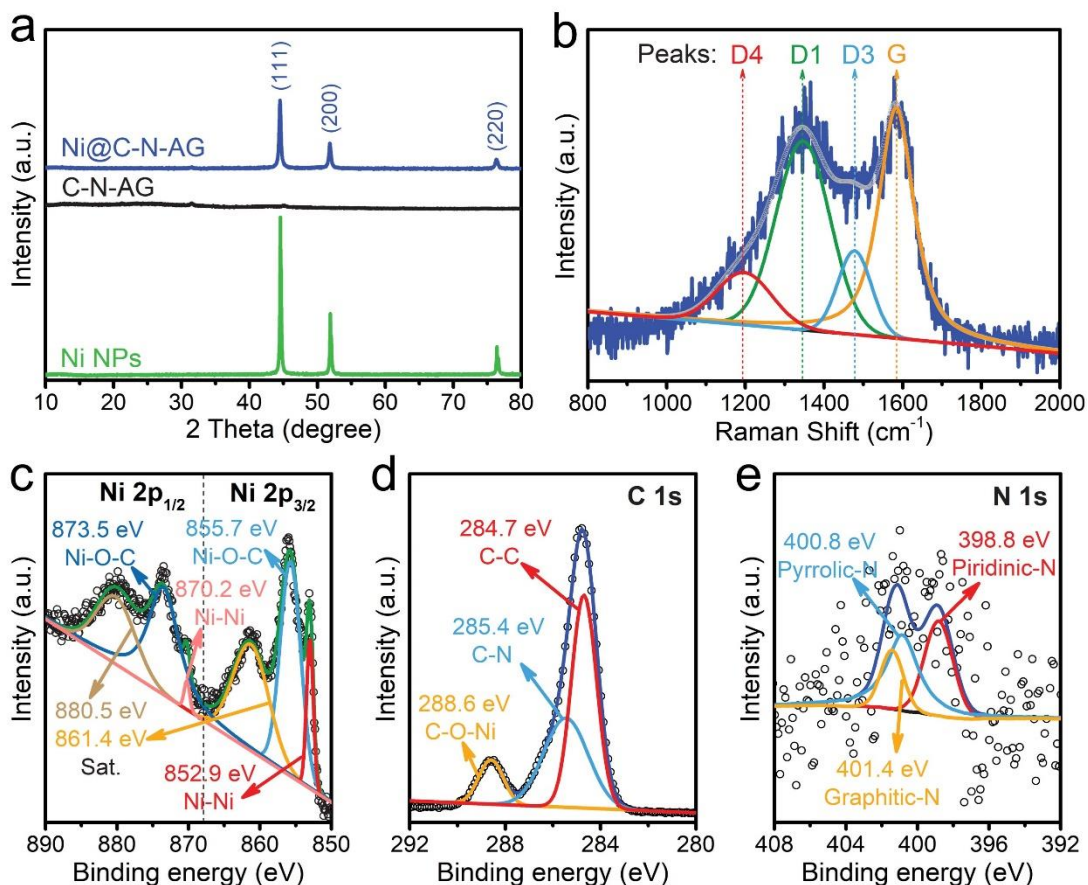 a
Ni@C-N-AG
C-N-AG
Ni NPs
(111)
(200)
(220)
Intensity (a.u.)
10 20 30 40 50 60 70 80
2 Theta (degree)
b
Peaks: D4 D1 D3 G
Intensity (a.u.)
800 1000 1200 1400 1600 1800 2000
Raman Shift (cm⁻¹)
c
Ni 2p1/2
Ni 2p3/2
873.5 eV
Ni-O-C
855.7 eV
Ni-O-C
870.2 eV
Ni-Ni
880.5 eV
861.4 eV
Sat.
852.9 eV
Ni-Ni
Intensity (a.u.)
890 880 870 860 850
Binding energy (eV)
d
C 1s
284.7 eV
C-C
285.4 eV
C-N
288.6 eV
C-O-Ni
Intensity (a.u.)
292 288 284 280
Binding energy (eV)
e
N 1s
400.8 eV
Pyrrolic-N
398.8 eV
Piridinic-N
401.4 eV
Graphitic-N
Intensity (a.u.)
408 404 400 396 392
Binding energy (eV)